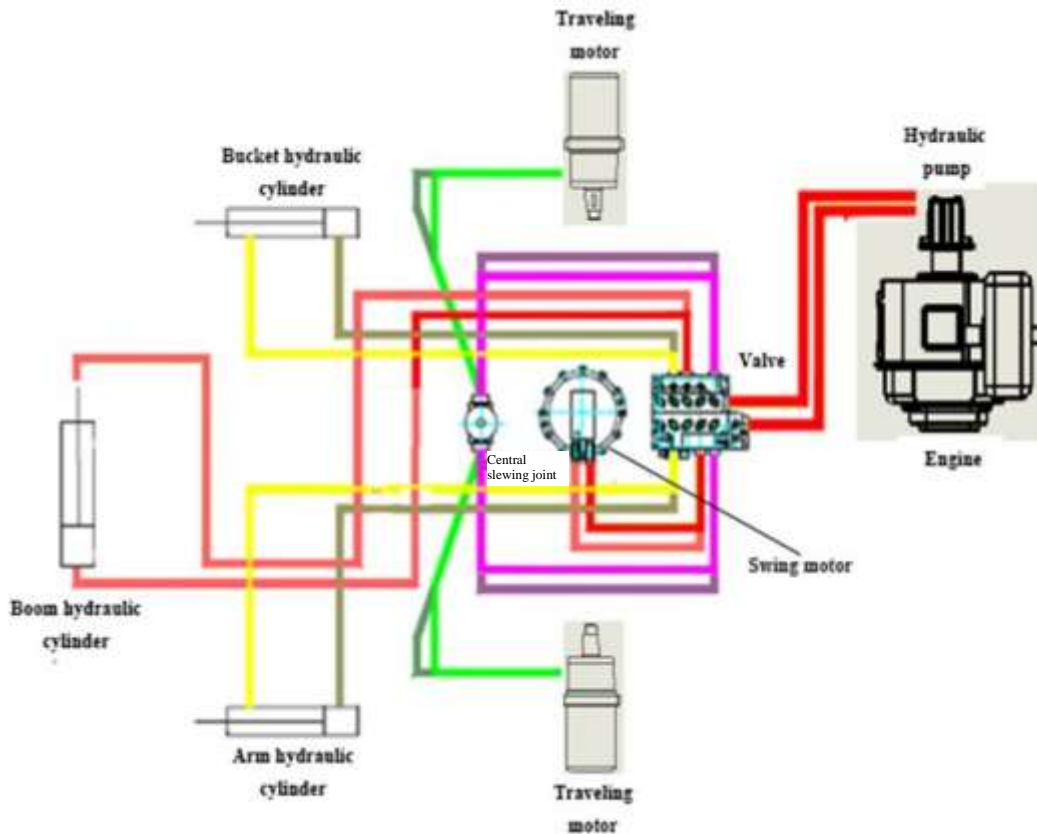 Traveling
motor
Hydraulic
pump
Bucket hydraulic
cylinder
Valve
Central
slewing joint
Engine
Swing motor
Boom hydraulic
cylinder
Arm hydraulic
cylinder
Traveling
motor